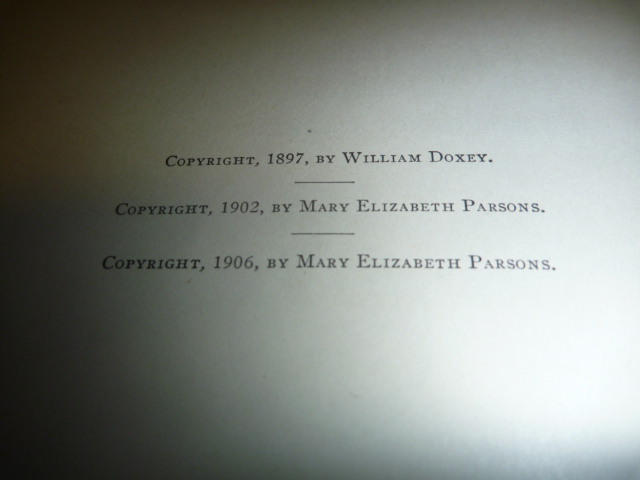 Copyright, 1897, by William Doxey.
Copyright, 1902, by Mary Elizabeth Parsons.
Copyright, 1906, by Mary Elizabeth Parsons.